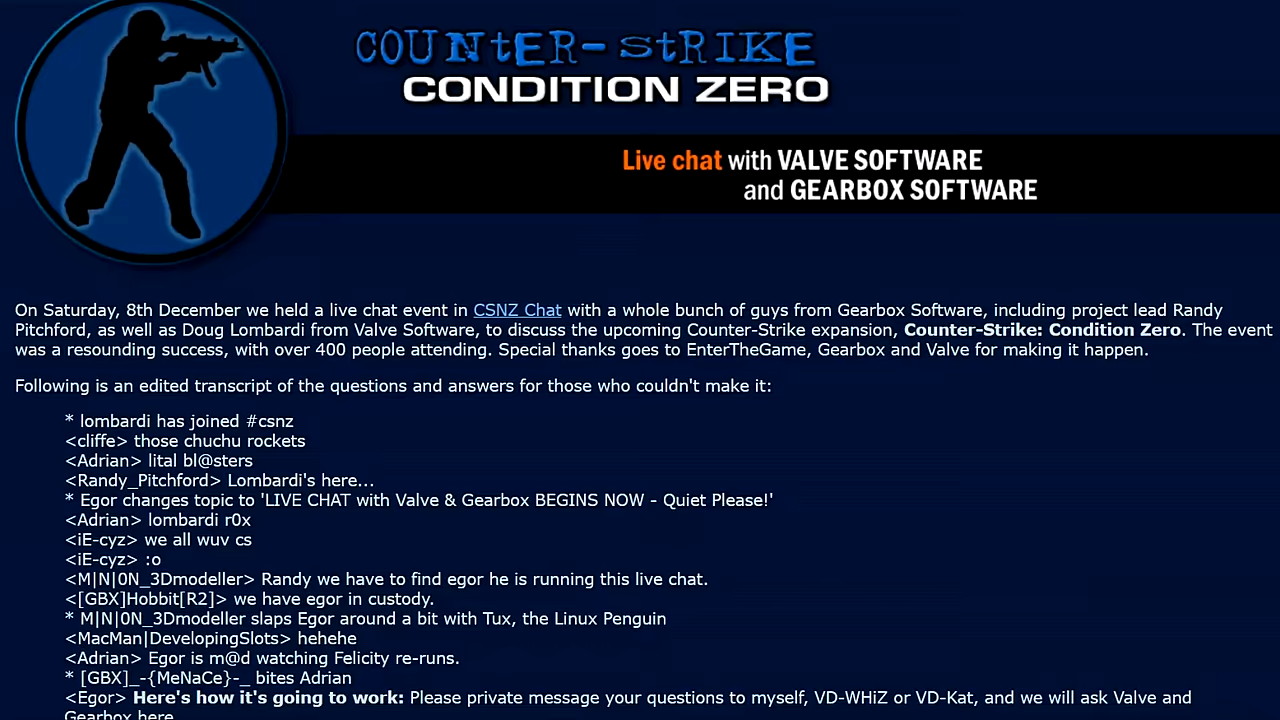 COUNtER-StRIKE
CONDITION ZERO
Live chat with VALVE SOFTWARE
and GEARBOX SOFTWARE
On Saturday, 8th December we held a live chat event in CSNZ Chat with a whole bunch of guys from Gearbox Software, including project lead Randy
Pitchford, as well as Doug Lombardi from Valve Software, to discuss the upcoming Counter-Strike expansion, Counter-Strike: Condition Zero. The event
was a resounding success, with over 400 people attending. Special thanks goes to EnterTheGame, Gearbox and Valve for making it happen.
Following is an edited transcript of the questions and answers for those who couldn't make it:
* lombardi has joined #csnz
<cliffe> those chuchu rockets
<Adrian> lital bl@sters
<Randy_Pitchford> Lombardi's here...
* Egor changes topic to 'LIVE CHAT with Valve & Gearbox BEGINS NOW - Quiet Please!'
<Adrian> lombardi r0x
<iE-cyz> we all wuv cs
<iE-cyz> :o
<M|N|0N_3Dmodeller> Randy we have to find egor he is running this live chat.
<[GBX]Hobbit[R2]> we have egor in custody.
* M|N|0N_3Dmodeller slaps Egor around a bit with Tux, the Linux Penguin
<MacMan|DevelopingSlots> hehehe
<Adrian> Egor is m@d watching Felicity re-runs.
* [GBX]_-{MeNaCe}-_ bites Adrian
<Egor> Here's how it's going to work: Please private message your questions to myself, VD-WHiZ or VD-Kat, and we will ask Valve and
Gearbox here